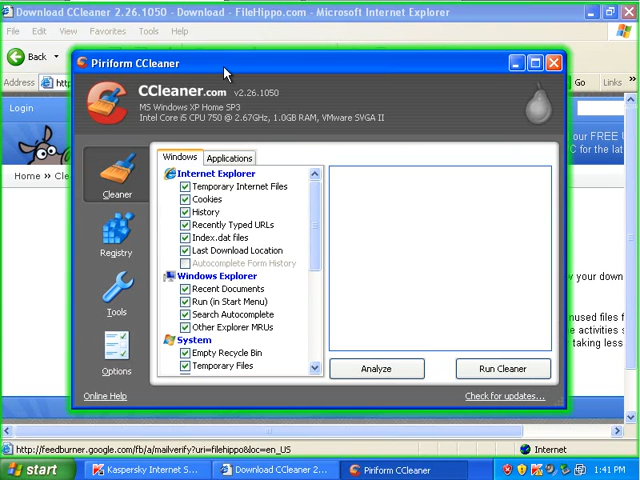 Download CCleaner 2.26.1050 - Download - FileHippo.com - Microsoft Internet Explorer
File Edit View Favorites Tools Help
Back
Address htt Go Links
Login
our FREE U
C for the lat
Home » Cle
Piriform CCleaner
CCleaner.com v2.26.1050
MS Windows XP Home SP3
Intel Core i5 CPU 750 @ 2.67GHz, 1.0GB RAM, VMware SVGA II
Cleaner
Registry
Tools
Options
Windows Applications
Internet Explorer
Temporary Internet Files
Cookies
History
Recently Typed URLs
Index.dat files
Last Download Location
Autocomplete Form History
Windows Explorer
Recent Documents
Run (in Start Menu)
Search Autocomplete
Other Explorer MRUs
System
Empty Recycle Bin
Temporary Files
Analyze Run Cleaner
Online Help Check for updates...
w your down
nused files f
e activities s
taking less
http://feedburner.google.com/fb/a/mailverify?uri=filehippo&loc=en_US Internet
start Kaspersky Internet S... Download CCleaner 2... Piriform CCleaner 1:41 PM